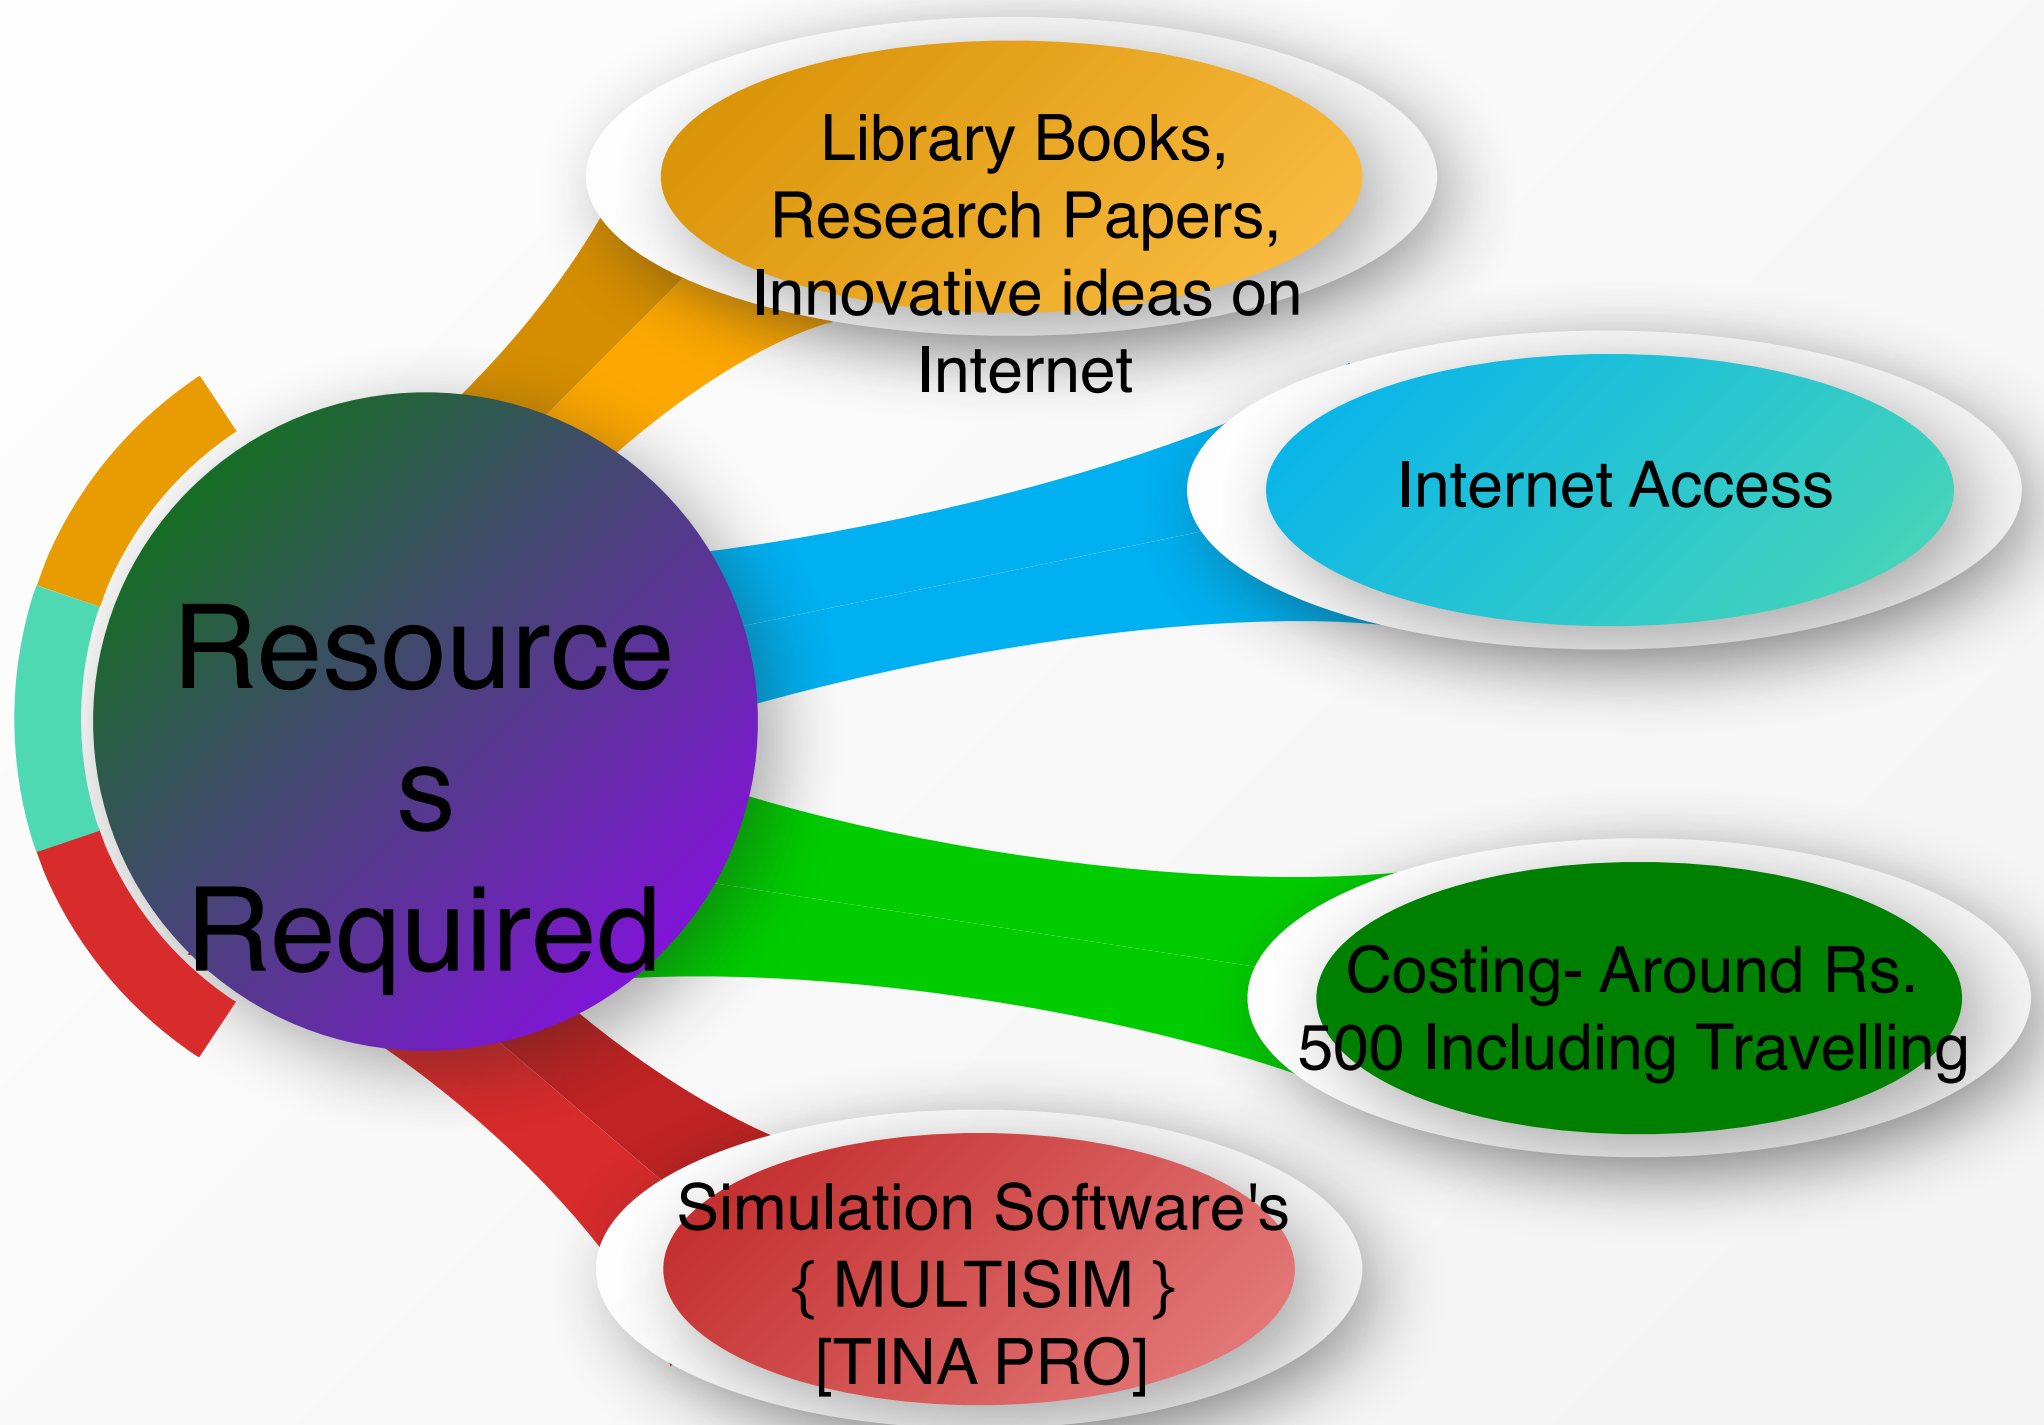 Library Books,
Research Papers,
Innovative ideas on
Internet
Internet Access
Resource
s
Required
Costing- Around Rs.
500 Including Travelling
Simulation Software's
{ MULTISIM }
[TINA PRO]